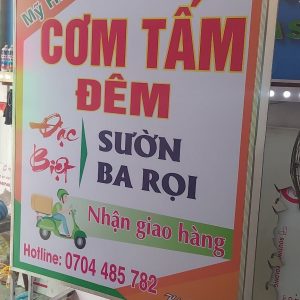 CƠM TẤM
ĐÊM
Đặc Biệt
SƯỜN
BA RỌI
Nhận giao hàng
Hotline: 0704 485 782